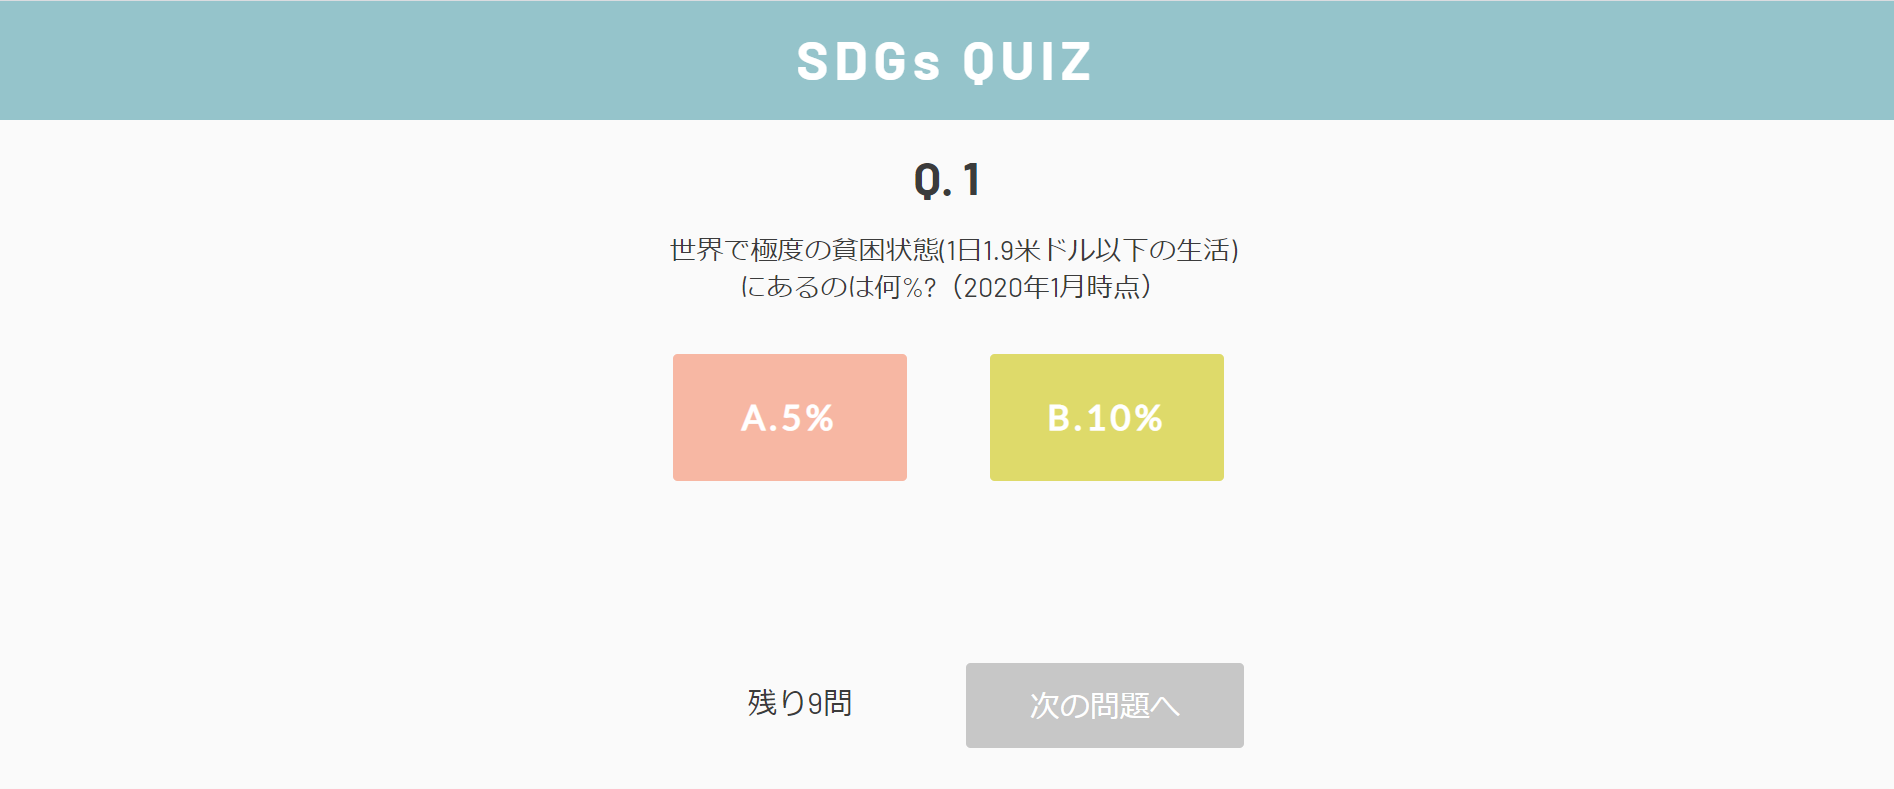 SDGs QUIZ
Q. 1
世界で極度の貧困状態(1日1.9米ドル以下の生活)
にあるのは何%?（2020年1月時点）
A.5%
B.10%
残り9問
次の問題へ